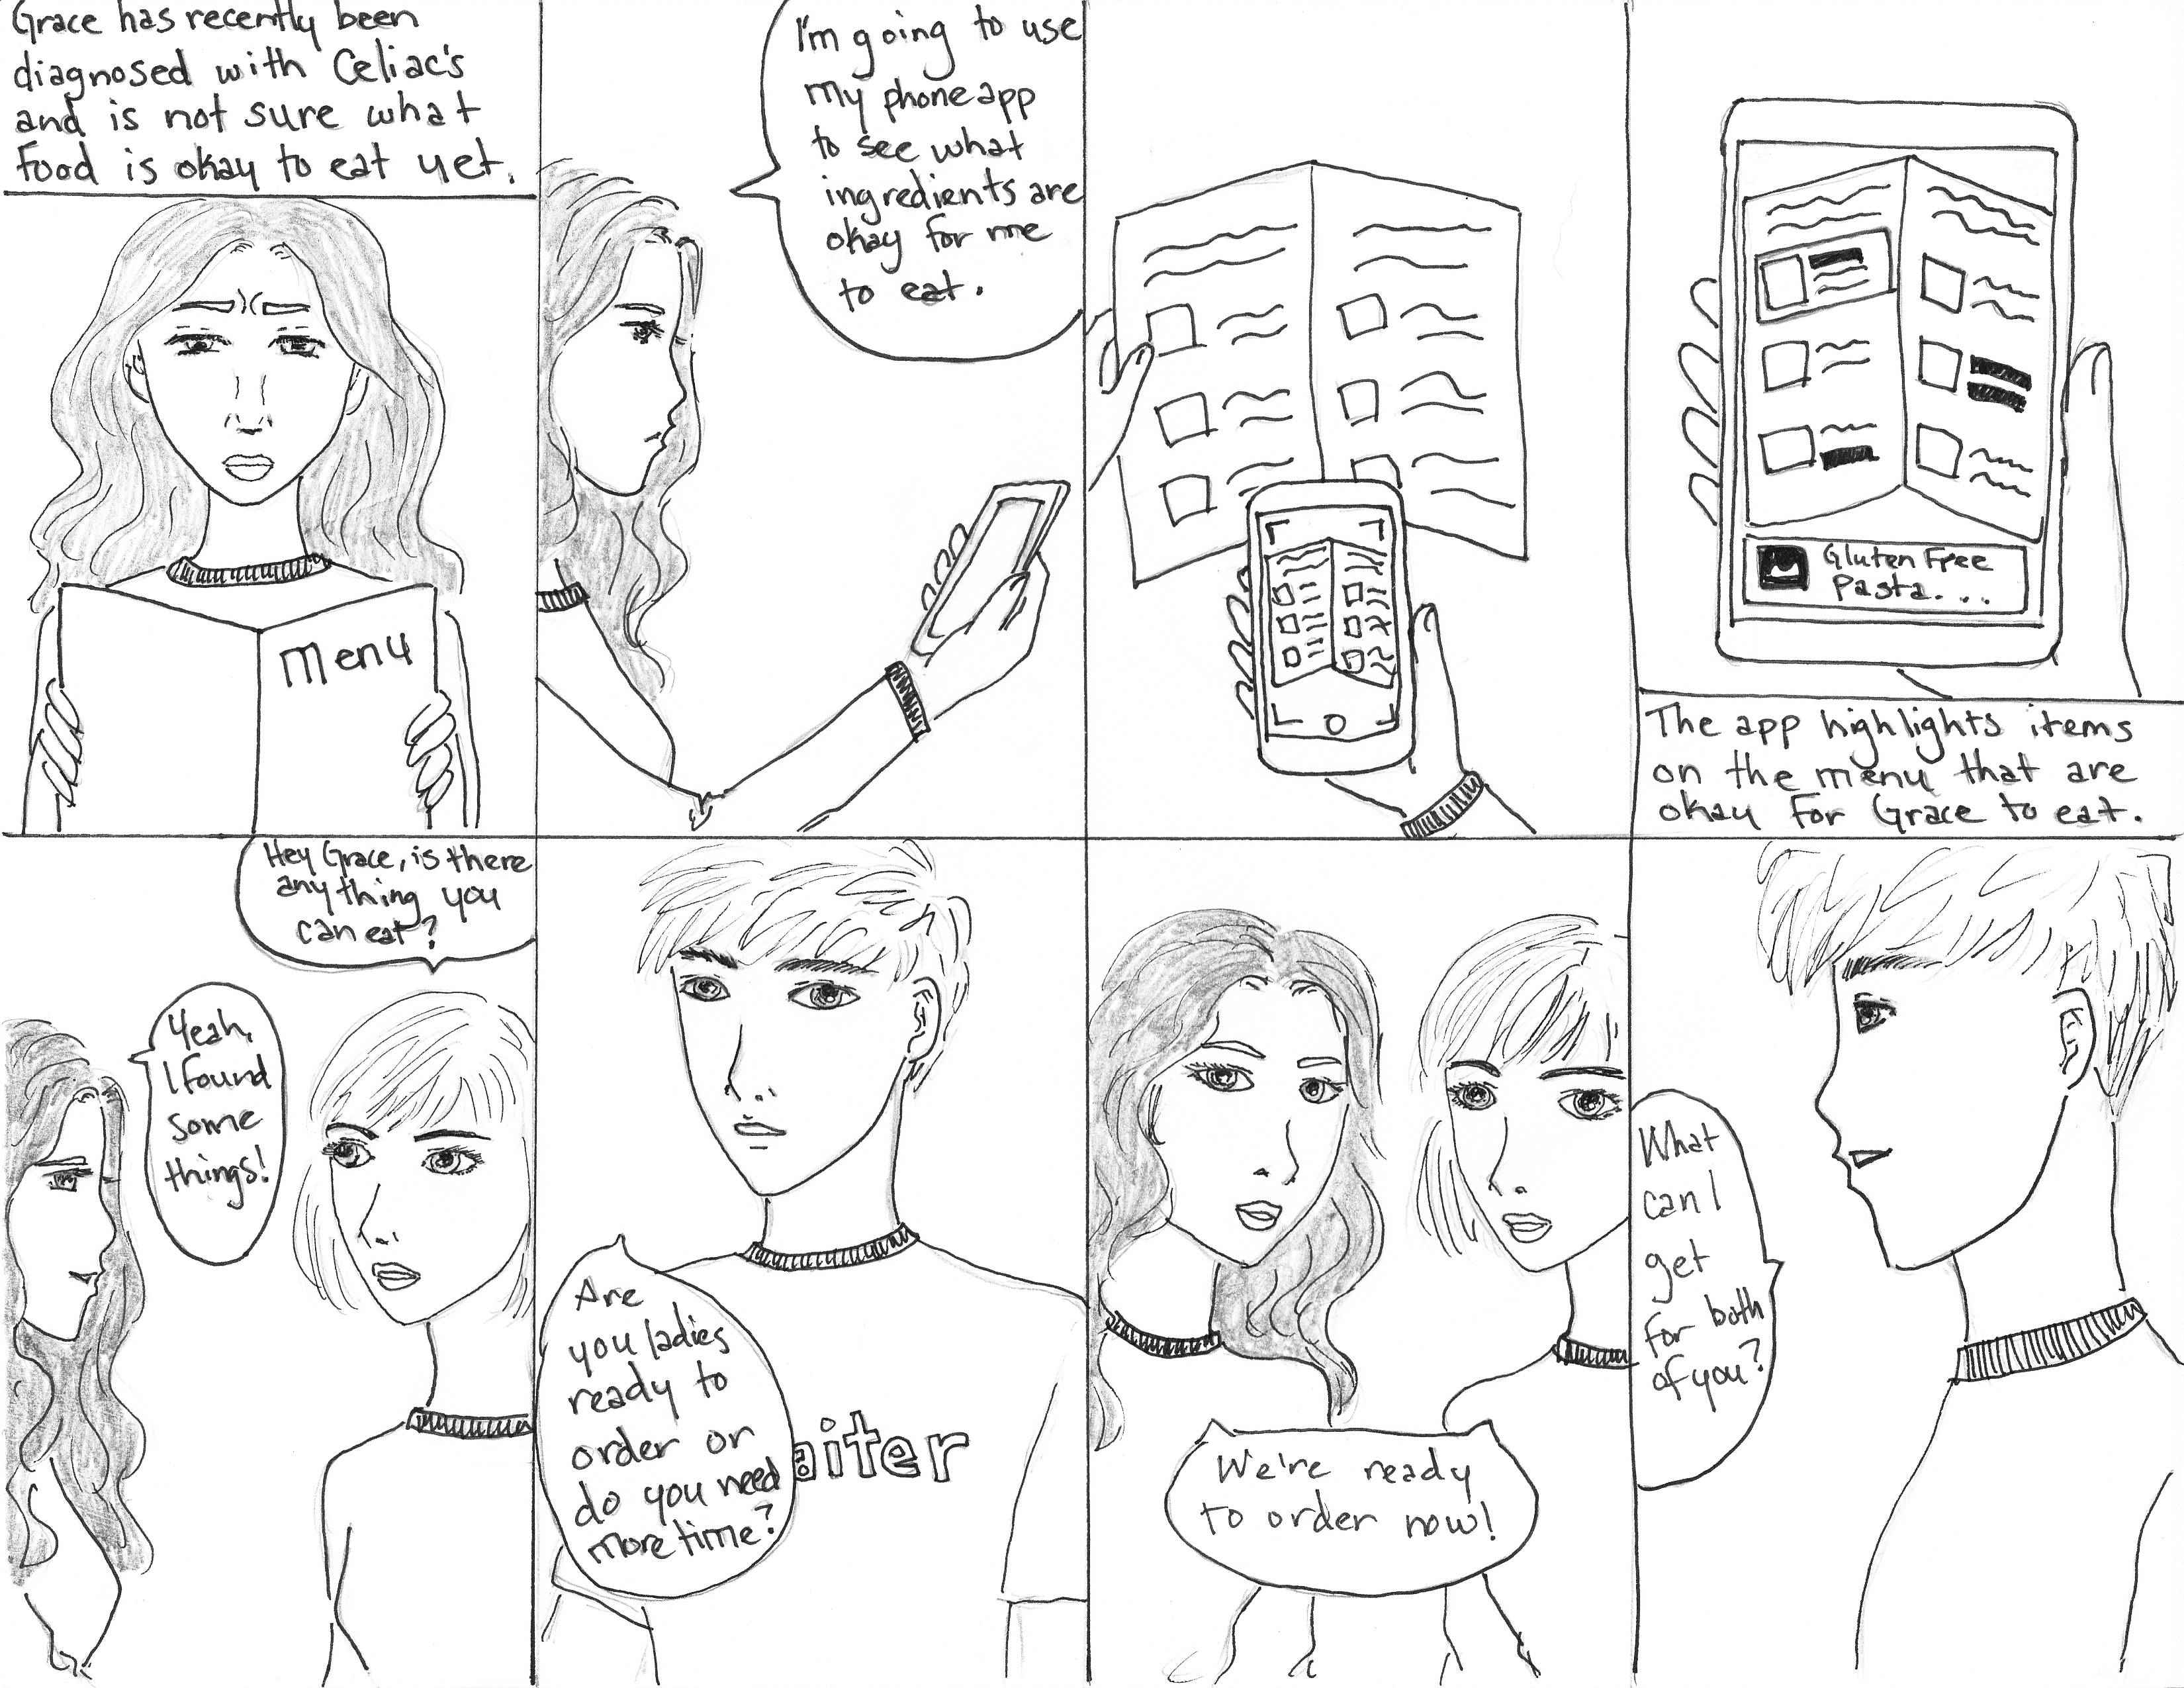 Grace has recently been
diagnosed with Celiac's
and is not sure what
food is okay to eat yet.
Menu
I'm going to use
my phone app
to see what
ingredients are
okay for me
to eat.
Gluten Free
Pasta...
The app highlights items
on the menu that are
okay for Grace to eat.
Hey Grace, is there
anything you
can eat?
Yeah,
I found
some
things!
Are
you ladies
ready to
order or
do you need
more time?
aiter
We're ready
to order now!
What
can I
get
for both
of you?